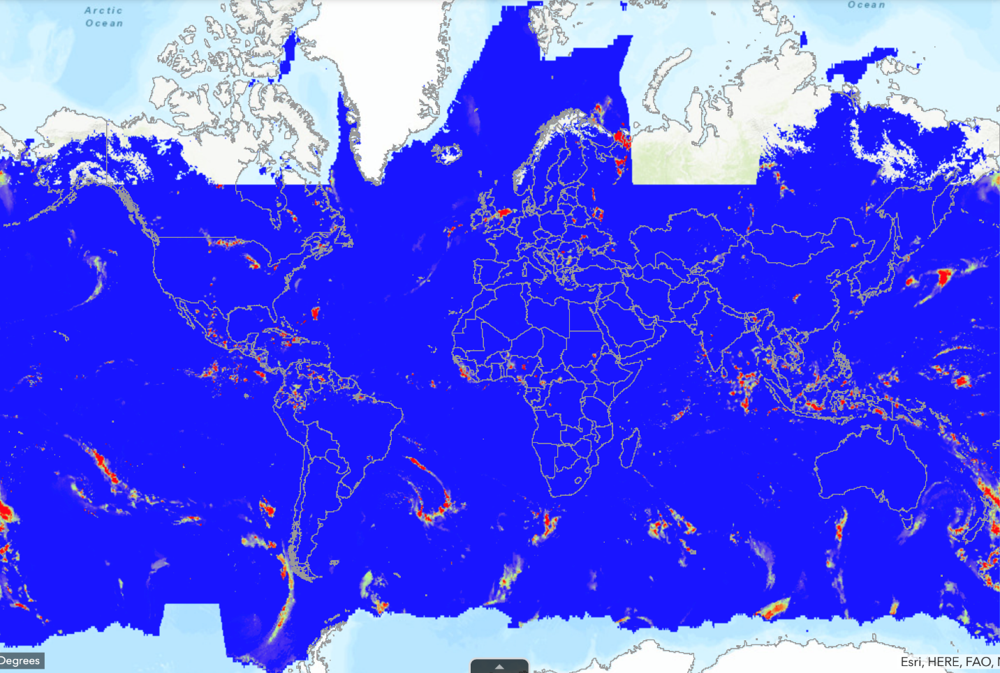 Arctic
Ocean
Ocean
Degrees
Esri, HERE, FAO,